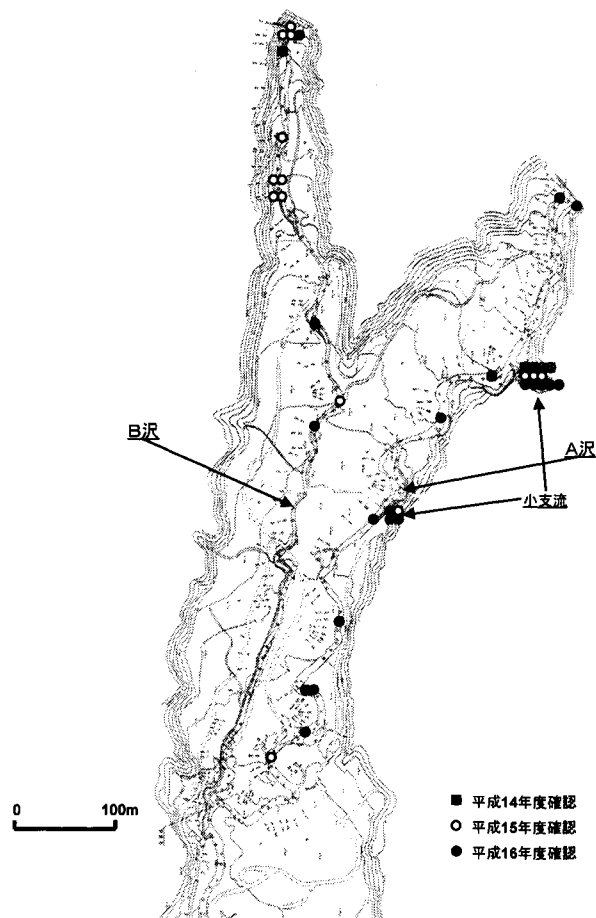 B沢
A沢
小支流
0 100m
■ 平成14年度確認
○ 平成15年度確認
● 平成16年度確認